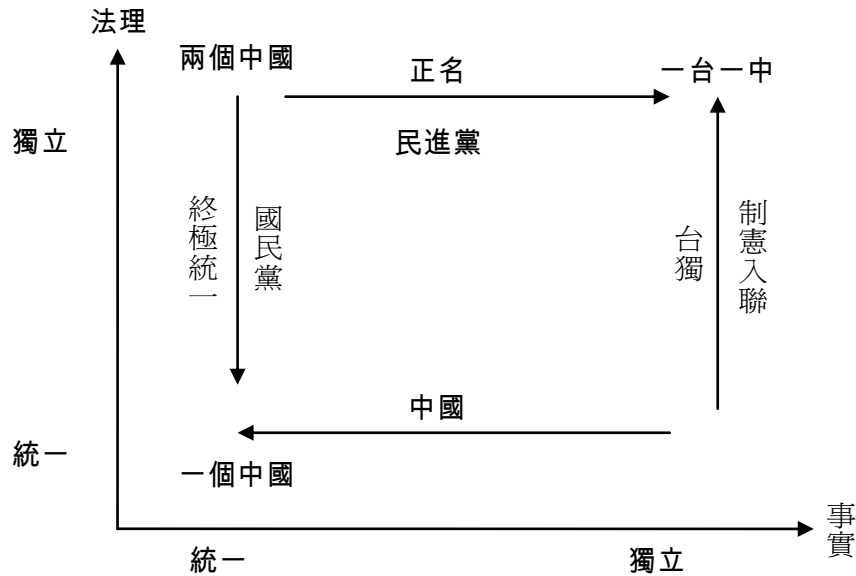 法理
兩個中國
正名
一台一中
獨立
民進黨
終極統一
國民黨
台獨
制憲入聯
中國
統一
一個中國
事實
統一
獨立